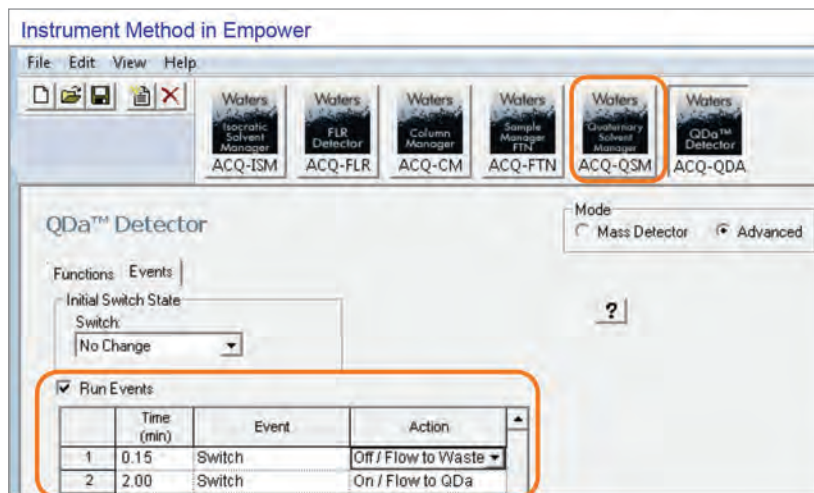 Instrument Method in Empower
File Edit View Help
Waters
Isocratic
Solvent
Manager
ACQ-ISM
Waters
FLR
Detector
ACQ-FLR
Waters
Column
Manager
ACQ-CM
Waters
Sample
Manager
FTN
ACQ-FTN
Waters
Quaternary
Solvent
Manager
ACQ-QSM
Waters
QDa™
Detector
ACQ-QDA
QDa™ Detector
Mode
Mass Detector Advanced
Functions Events
Initial Switch State
Switch:
No Change
?
Run Events
Time (min) Event Action
1 0.15 Switch Off / Flow to Waste
2 2.00 Switch On / Flow to QDa